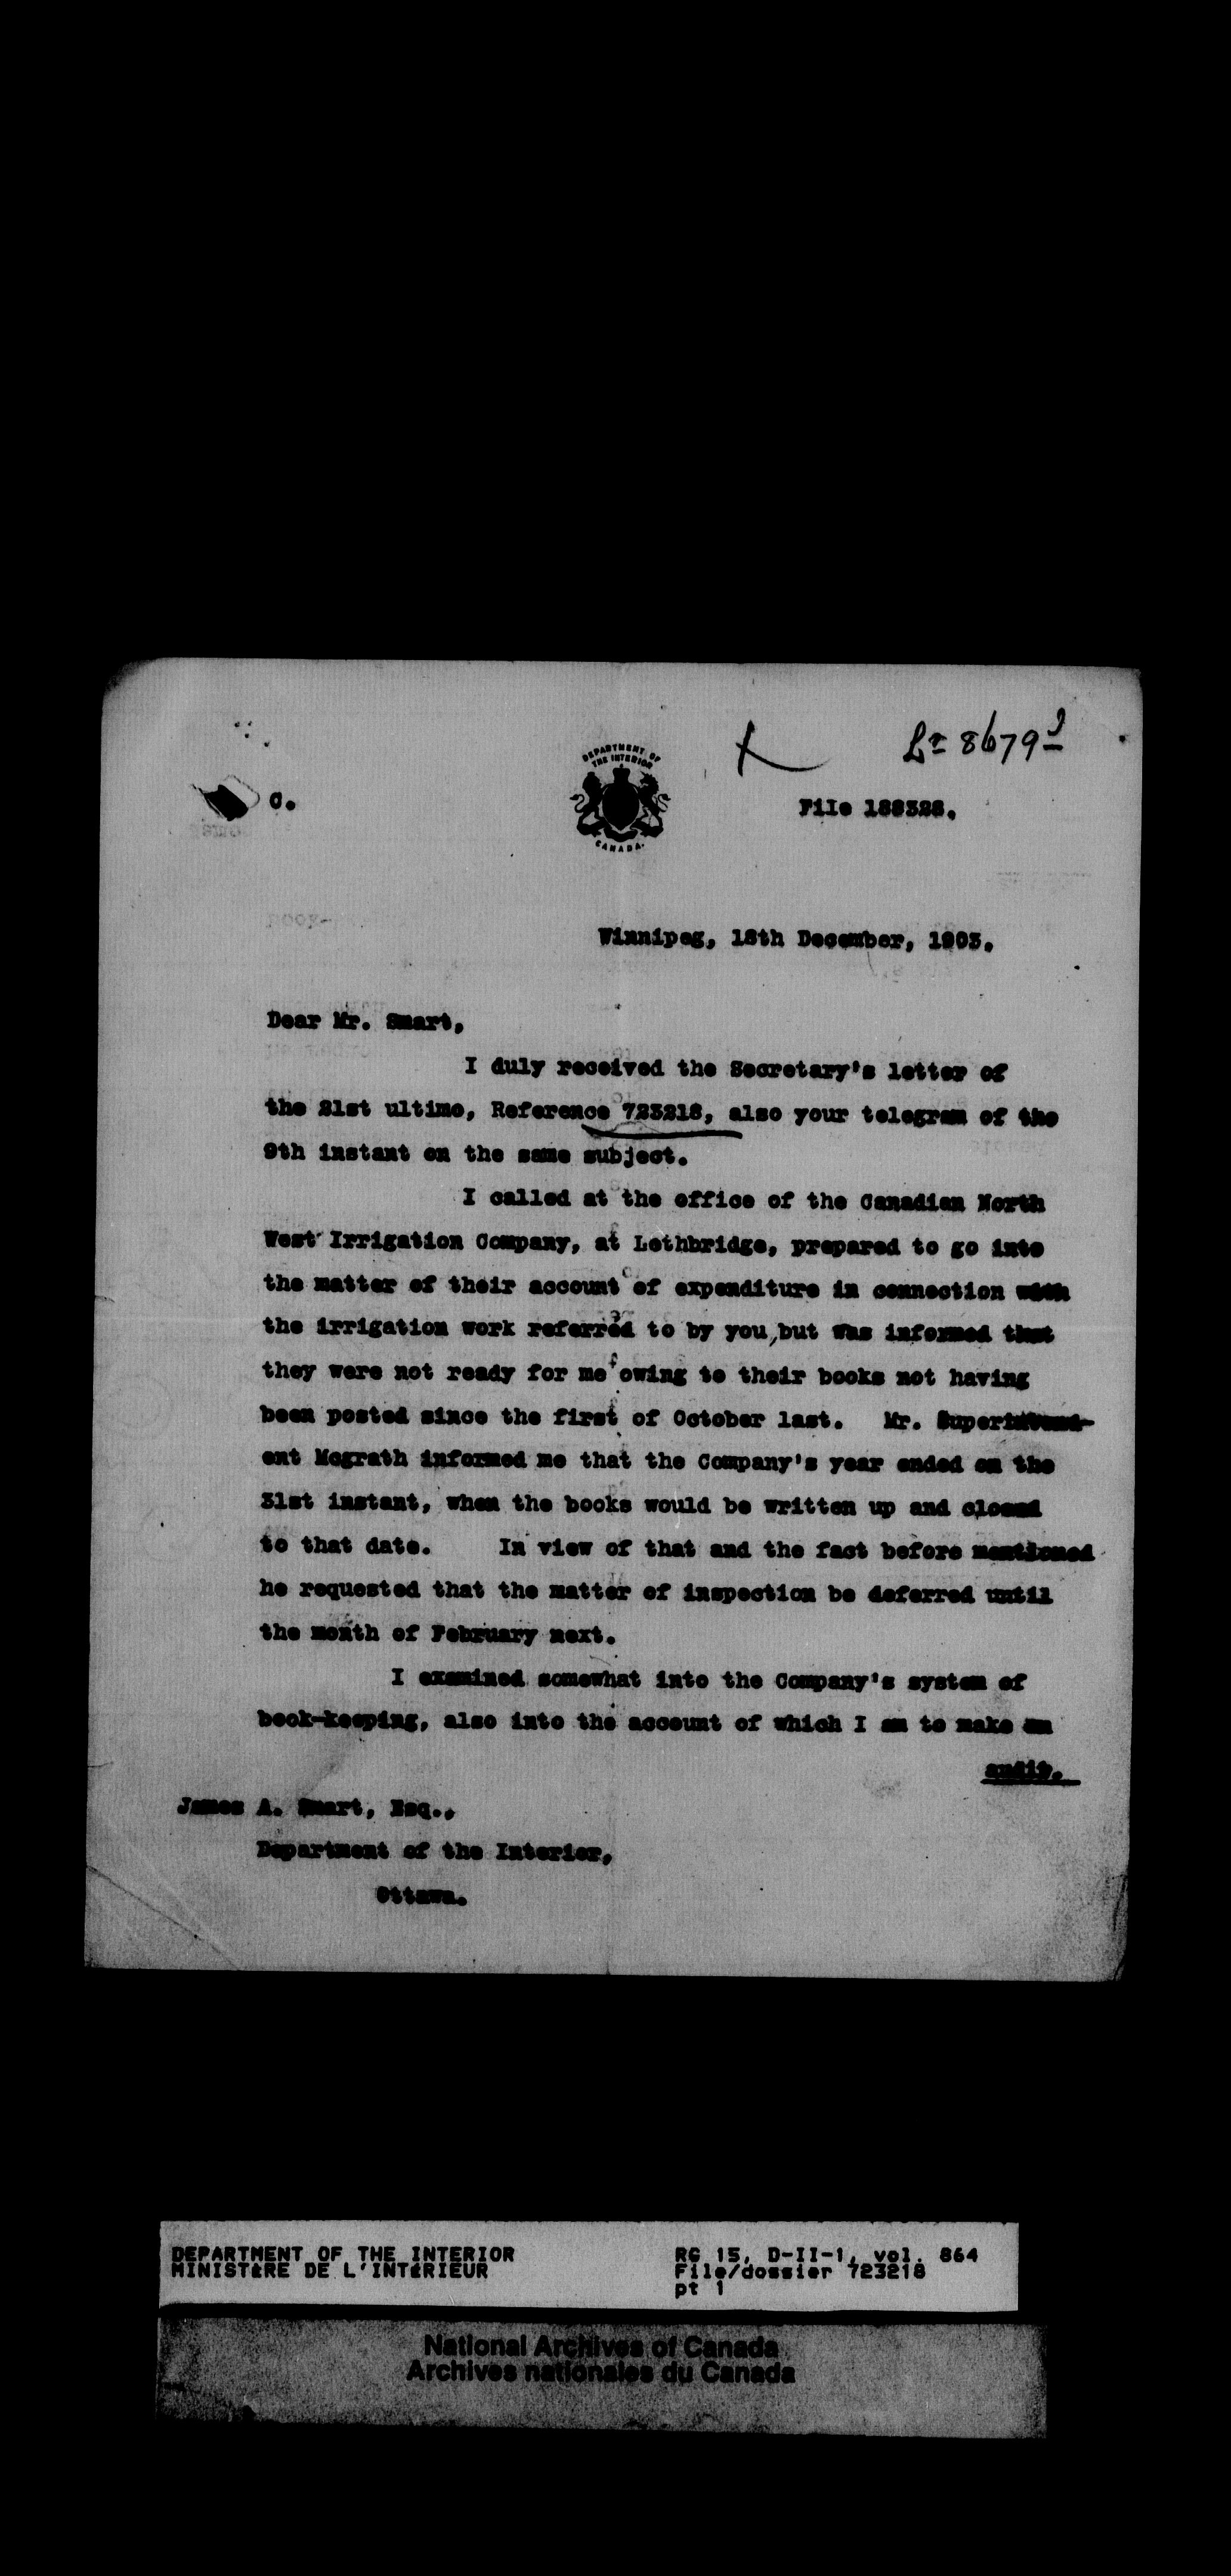 DEPARTMENT OF
THE INTERIOR
CANADA.
C.
File 188328.
Winnipeg, 18th December, 1903.
Dear Mr. Smart,
I duly received the Secretary's letter of
the 21st ultimo, Reference 723218, also your telegram of the
9th instant on the same subject.
I called at the office of the Canadian North
West Irrigation Company, at Lethbridge, prepared to go into
the matter of their account of expenditure in connection with
the irrigation work referred to by you, but was informed that
they were not ready for me owing to their books not having
been posted since the first of October last. Mr. Superintend-
ent Mcgrath informed me that the Company's year ended on the
31st instant, when the books would be written up and closed
to that date. In view of that and the fact before mentioned
he requested that the matter of inspection be deferred until
the month of February next.
I examined somewhat into the Company's system of
book-keeping, also into the account of which I am to make an
audit.
James A. Smart, Esq.,
Department of the Interior,
Ottawa.
DEPARTMENT OF THE INTERIOR
MINISTÈRE DE L'INTÉRIEUR
RG 15, D-II-1, vol. 864
File/dossier 723218
pt 1
National Archives of Canada
Archives nationales du Canada